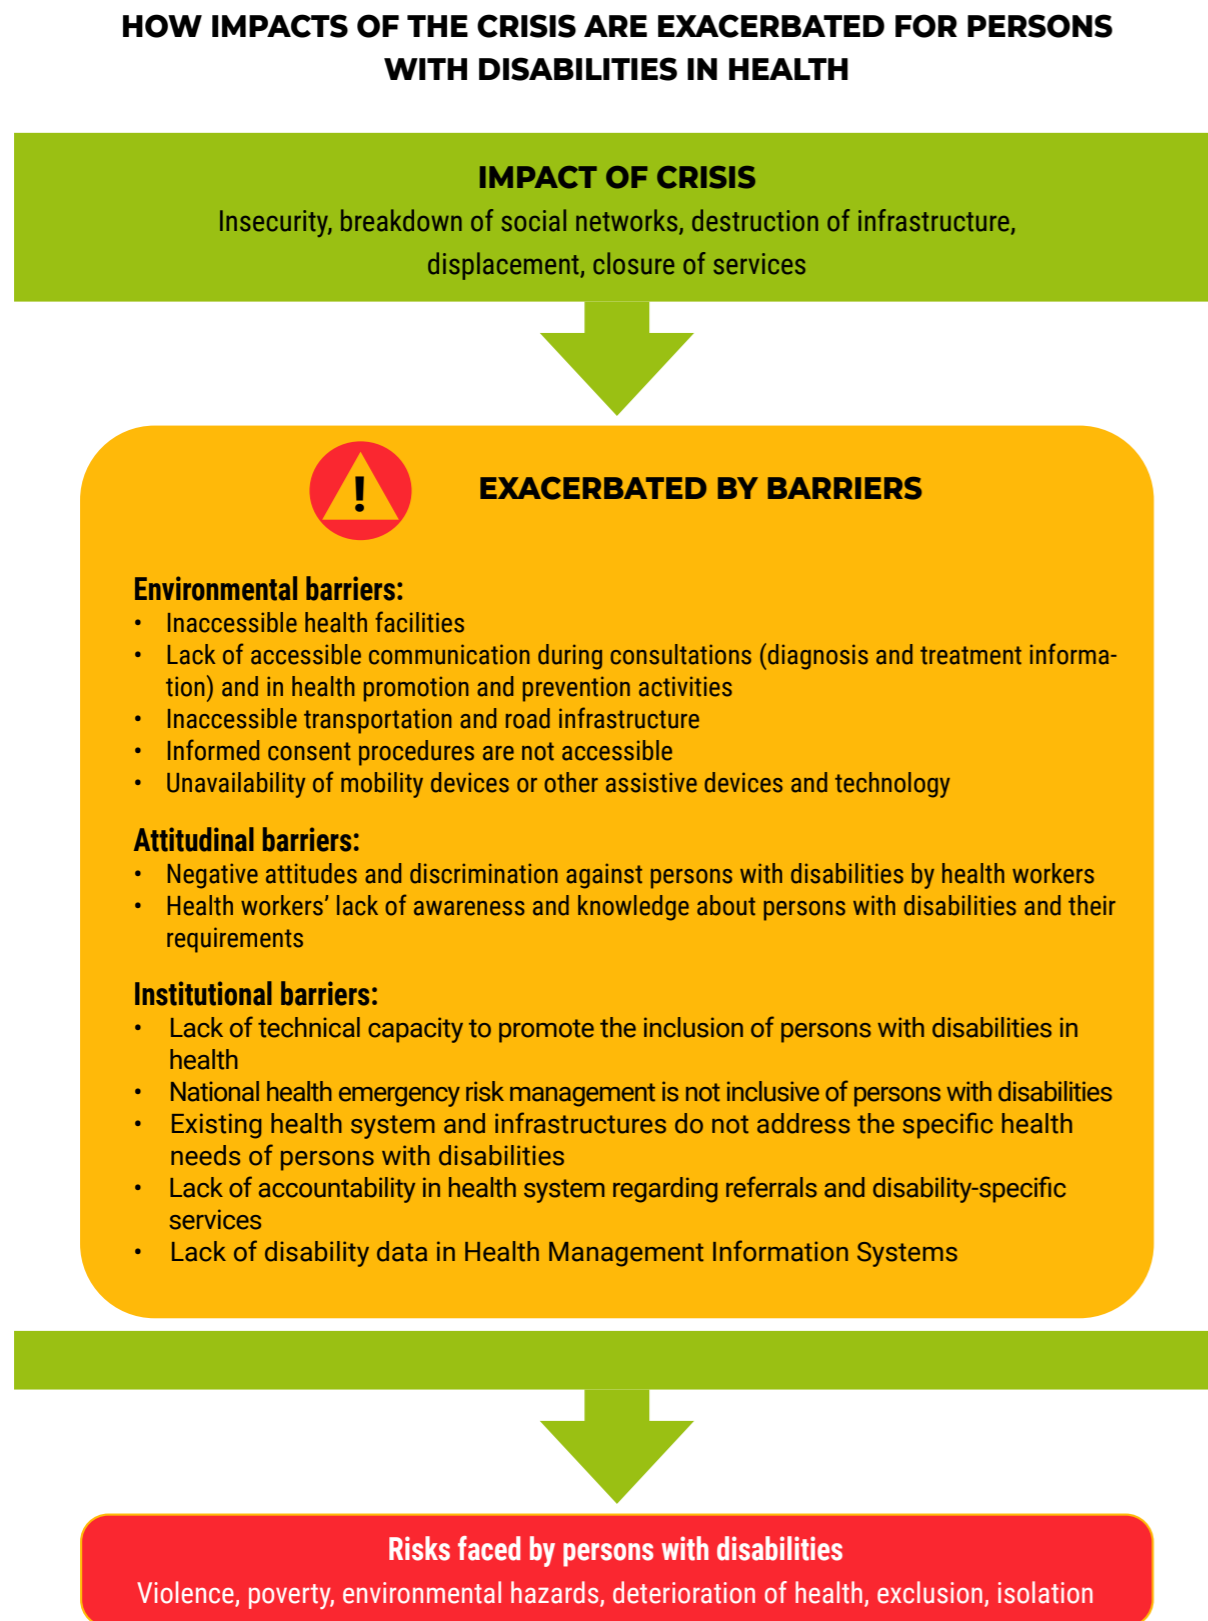 HOW IMPACTS OF THE CRISIS ARE EXACERBATED FOR PERSONS
WITH DISABILITIES IN HEALTH
IMPACT OF CRISIS
Insecurity, breakdown of social networks, destruction of infrastructure,
displacement, closure of services
!
EXACERBATED BY BARRIERS
Environmental barriers:
• Inaccessible health facilities
• Lack of accessible communication during consultations (diagnosis and treatment informa-
tion) and in health promotion and prevention activities
• Inaccessible transportation and road infrastructure
• Informed consent procedures are not accessible
• Unavailability of mobility devices or other assistive devices and technology
Attitudinal barriers:
• Negative attitudes and discrimination against persons with disabilities by health workers
• Health workers’ lack of awareness and knowledge about persons with disabilities and their
requirements
Institutional barriers:
• Lack of technical capacity to promote the inclusion of persons with disabilities in
health
• National health emergency risk management is not inclusive of persons with disabilities
• Existing health system and infrastructures do not address the specific health
needs of persons with disabilities
• Lack of accountability in health system regarding referrals and disability-specific
services
• Lack of disability data in Health Management Information Systems
Risks faced by persons with disabilities
Violence, poverty, environmental hazards, deterioration of health, exclusion, isolation